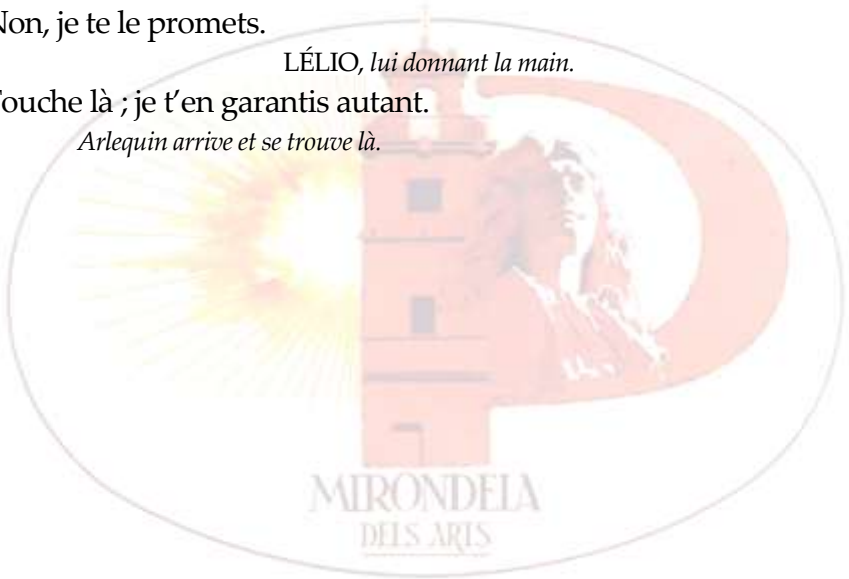 Non, je te le promets.
LÉLIO, lui donnant la main.
Touche là ; je t'en garantis autant.
Arlequin arrive et se trouve là.
MIRONDELA
DELS ARTS